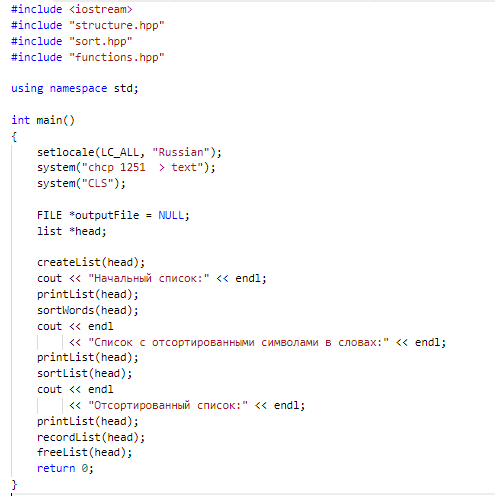 #include <iostream>
#include "structure.hpp"
#include "sort.hpp"
#include "functions.hpp"

using namespace std;

int main()
{
    setlocale(LC_ALL, "Russian");
    system("chcp 1251  > text");
    system("CLS");

    FILE *outputFile = NULL;
    list *head;

    createList(head);
    cout << "Начальный список:" << endl;
    printList(head);
    sortWords(head);
    cout << endl
         << "Список с отсортированными символами в словах:" << endl;
    printList(head);
    sortList(head);
    cout << endl
         << "Отсортированный список:" << endl;
    printList(head);
    recordList(head);
    freeList(head);
    return 0;
}